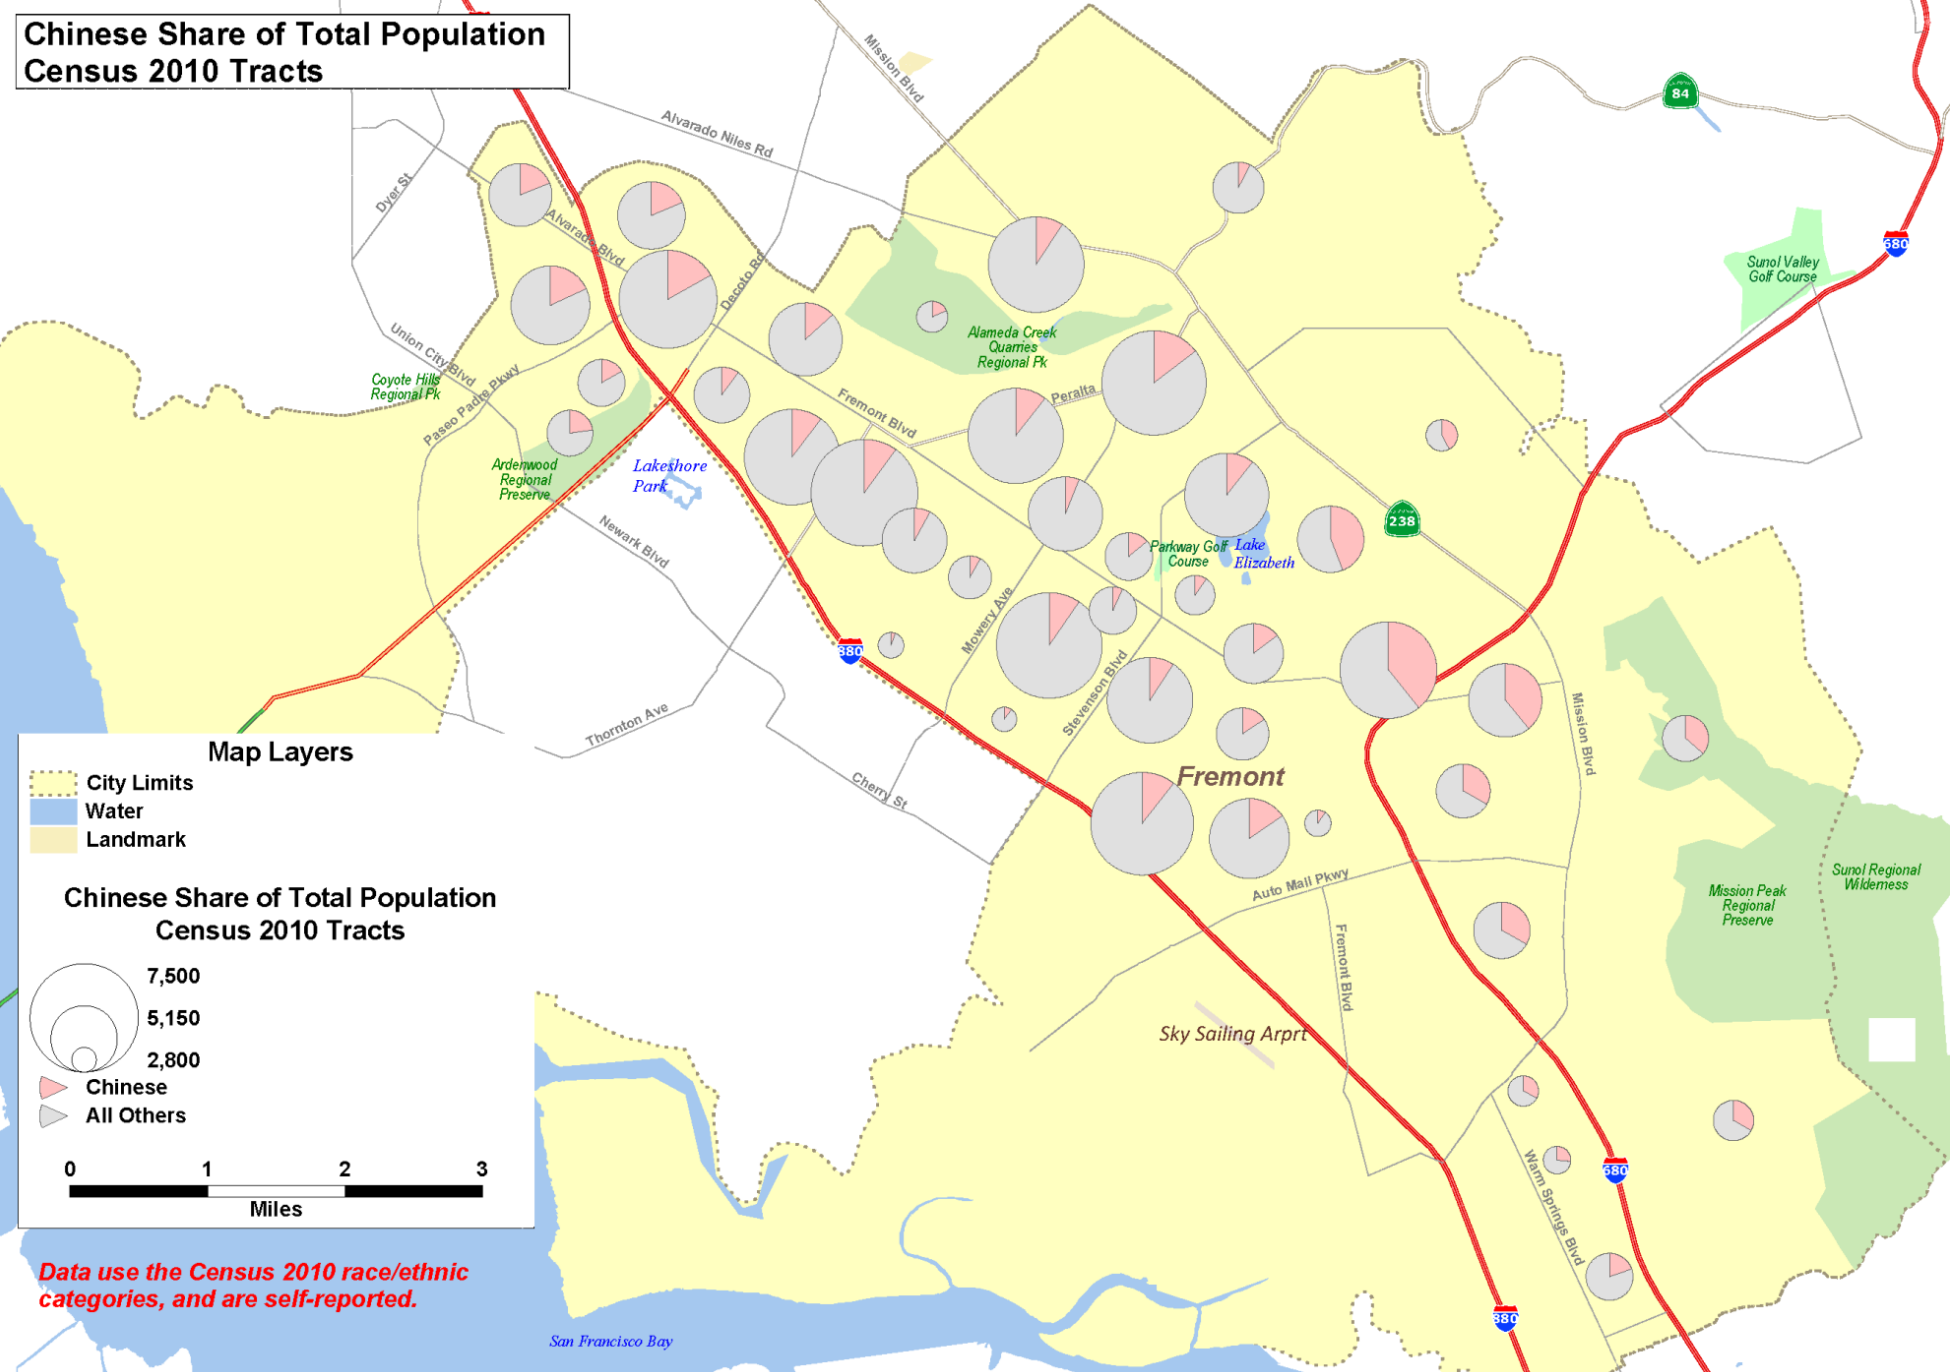 Chinese Share of Total Population
Census 2010 Tracts
Mission Blvd
84
Alvarado Niles Rd
Dyer St
Alvarado Blvd
Decoto Rd
680
Sunol Valley
Golf Course
Union City Blvd
Coyote Hills
Regional Pk
Paseo Padre Pkwy
Alameda Creek
Quarries
Regional Pk
Peralta
Fremont Blvd
Ardenwood
Regional
Preserve
Lakeshore
Park
Newark Blvd
238
Parkway Golf
Course
Lake
Elizabeth
Mowery Ave
880
Stevenson Blvd
Thornton Ave
Mission Blvd
Cherry St
Fremont
Auto Mall Pkwy
Mission Peak
Regional
Preserve
Sunol Regional
Wilderness
Fremont Blvd
Sky Sailing Arprt
Warm Springs Blvd
680
880
San Francisco Bay
Map Layers
City Limits
Water
Landmark
Chinese Share of Total Population
Census 2010 Tracts
7,500
5,150
2,800
Chinese
All Others
0 1 2 3
Miles
Data use the Census 2010 race/ethnic
categories, and are self-reported.